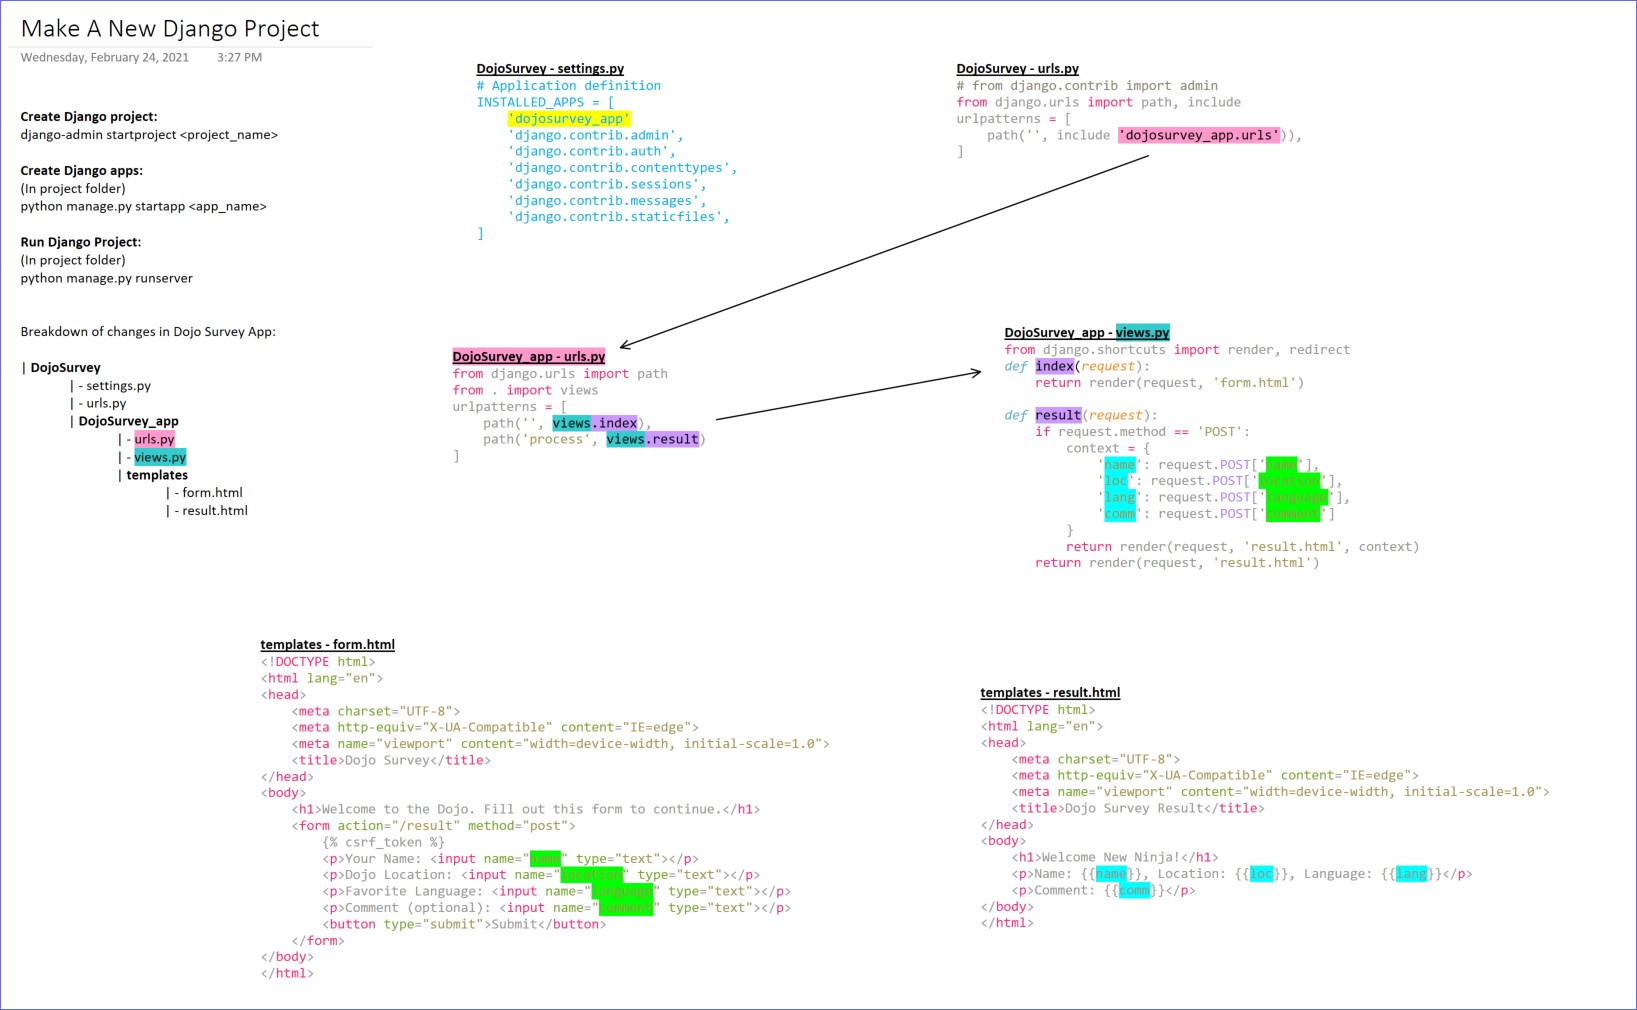 Make A New Django Project
Wednesday, February 24, 2021 3:27 PM
Create Django project:
django-admin startproject <project_name>
Create Django apps:
(In project folder)
python manage.py startapp <app_name>
Run Django Project:
(In project folder)
python manage.py runserver
Breakdown of changes in Dojo Survey App:
| DojoSurvey
| - settings.py
| - urls.py
| DojoSurvey_app
| - urls.py
| - views.py
| templates
| - form.html
| - result.html
DojoSurvey - settings.py
# Application definition
INSTALLED_APPS = [
'dojosurvey_app'
'django.contrib.admin',
'django.contrib.auth',
'django.contrib.contenttypes',
'django.contrib.sessions',
'django.contrib.messages',
'django.contrib.staticfiles',
]
DojoSurvey - urls.py
# from django.contrib import admin
from django.urls import path, include
urlpatterns = [
path('', include 'dojosurvey_app.urls')),
]
DojoSurvey_app - urls.py
from django.urls import path
from . import views
urlpatterns = [
path('', views.index),
path('process', views.result)
]
DojoSurvey_app - views.py
from django.shortcuts import render, redirect
def index(request):
return render(request, 'form.html')
def result(request):
if request.method == 'POST':
context = {
'name': request.POST['name'],
'loc': request.POST['location'],
'lang': request.POST['language'],
'comm': request.POST['comment']
}
return render(request, 'result.html', context)
return render(request, 'result.html')
templates - form.html
<!DOCTYPE html>
<html lang="en">
<head>
<meta charset="UTF-8">
<meta http-equiv="X-UA-Compatible" content="IE=edge">
<meta name="viewport" content="width=device-width, initial-scale=1.0">
<title>Dojo Survey</title>
</head>
<body>
<h1>Welcome to the Dojo. Fill out this form to continue.</h1>
<form action="/result" method="post">
{% csrf_token %}
<p>Your Name: <input name="name" type="text"></p>
<p>Dojo Location: <input name="location" type="text"></p>
<p>Favorite Language: <input name="language" type="text"></p>
<p>Comment (optional): <input name="comment" type="text"></p>
<button type="submit">Submit</button>
</form>
</body>
</html>
templates - result.html
<!DOCTYPE html>
<html lang="en">
<head>
<meta charset="UTF-8">
<meta http-equiv="X-UA-Compatible" content="IE=edge">
<meta name="viewport" content="width=device-width, initial-scale=1.0">
<title>Dojo Survey Result</title>
</head>
<body>
<h1>Welcome New Ninja!</h1>
<p>Name: {{name}}, Location: {{loc}}, Language: {{lang}}</p>
<p>Comment: {{comm}}</p>
</body>
</html>